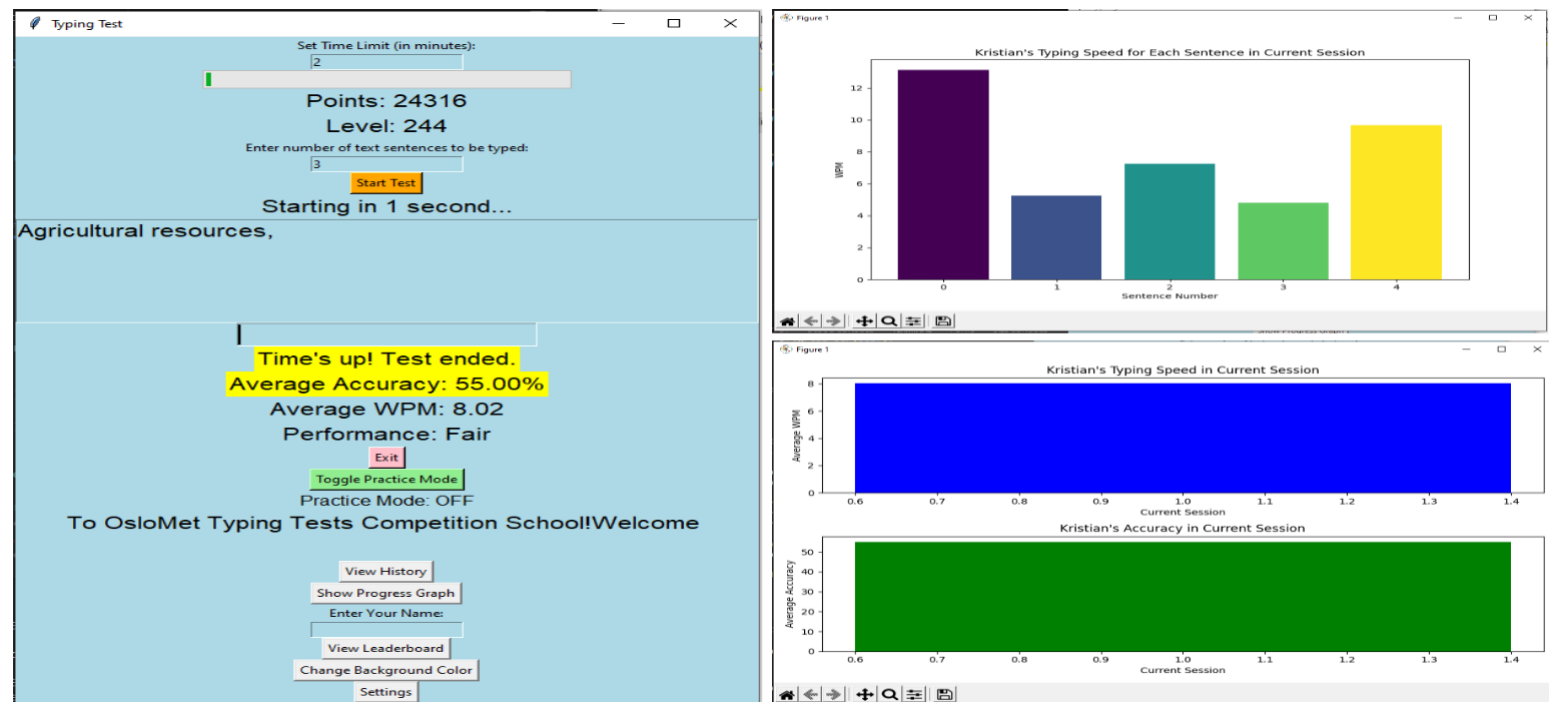 Typing Test
Set Time Limit (in minutes):
2
Points: 24316
Level: 244
Enter number of text sentences to be typed:
3
Start Test
Starting in 1 second...
Agricultural resources,
Time's up! Test ended.
Average Accuracy: 55.00%
Average WPM: 8.02
Performance: Fair
Exit
Toggle Practice Mode
Practice Mode: OFF
To OsloMet Typing Tests Competition School!Welcome
View History
Show Progress Graph
Enter Your Name:
View Leaderboard
Change Background Color
Settings
Figure 1
Kristian's Typing Speed for Each Sentence in Current Session
12
10
8
6
4
2
0
WPM
0 1 2 3 4
Sentence Number
Figure 1
Kristian's Typing Speed in Current Session
8
6
4
2
0
Average WPM
0.6 0.7 0.8 0.9 1.0 1.1 1.2 1.3 1.4
Current Session
Kristian's Accuracy in Current Session
50
40
30
20
10
0
Average Accuracy
0.6 0.7 0.8 0.9 1.0 1.1 1.2 1.3 1.4
Current Session